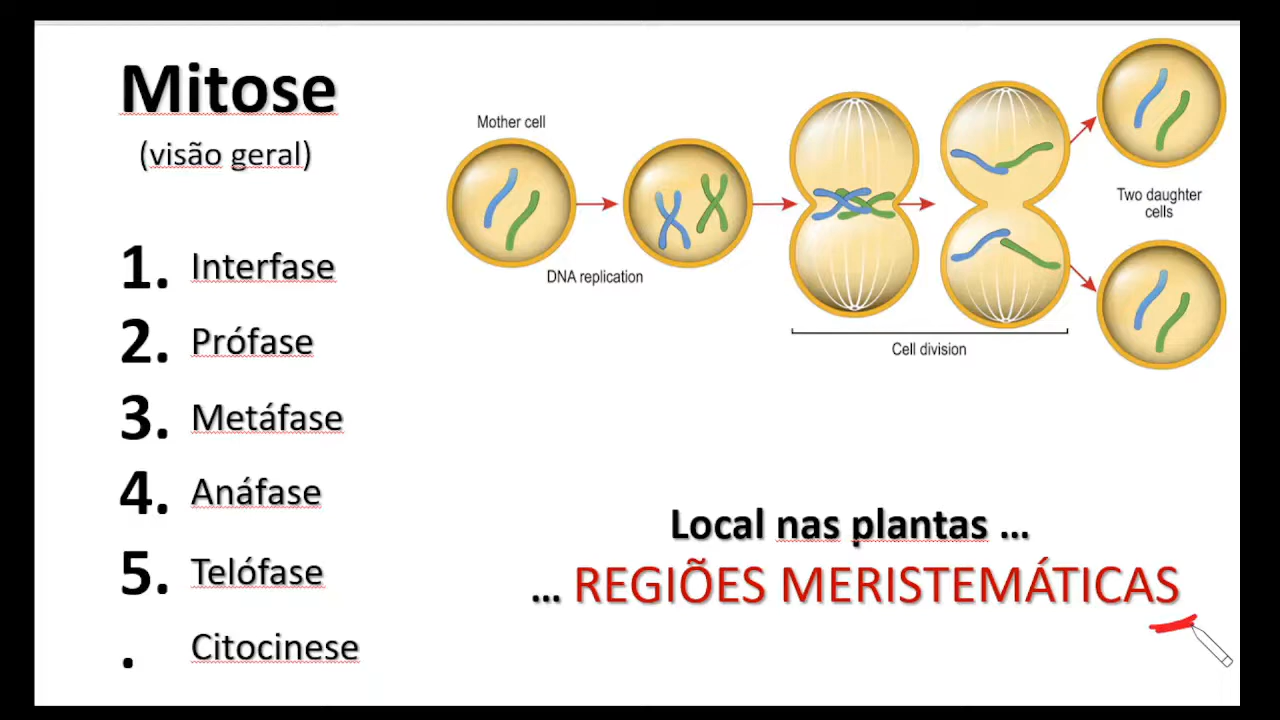 Mitose
(visão geral)
1. Interfase
2. Prófase
3. Metáfase
4. Anáfase
5. Telófase
. Citocinese
Mother cell
DNA replication
Cell division
Two daughter
cells
Local nas plantas ...
... REGIÕES MERISTEMÁTICAS